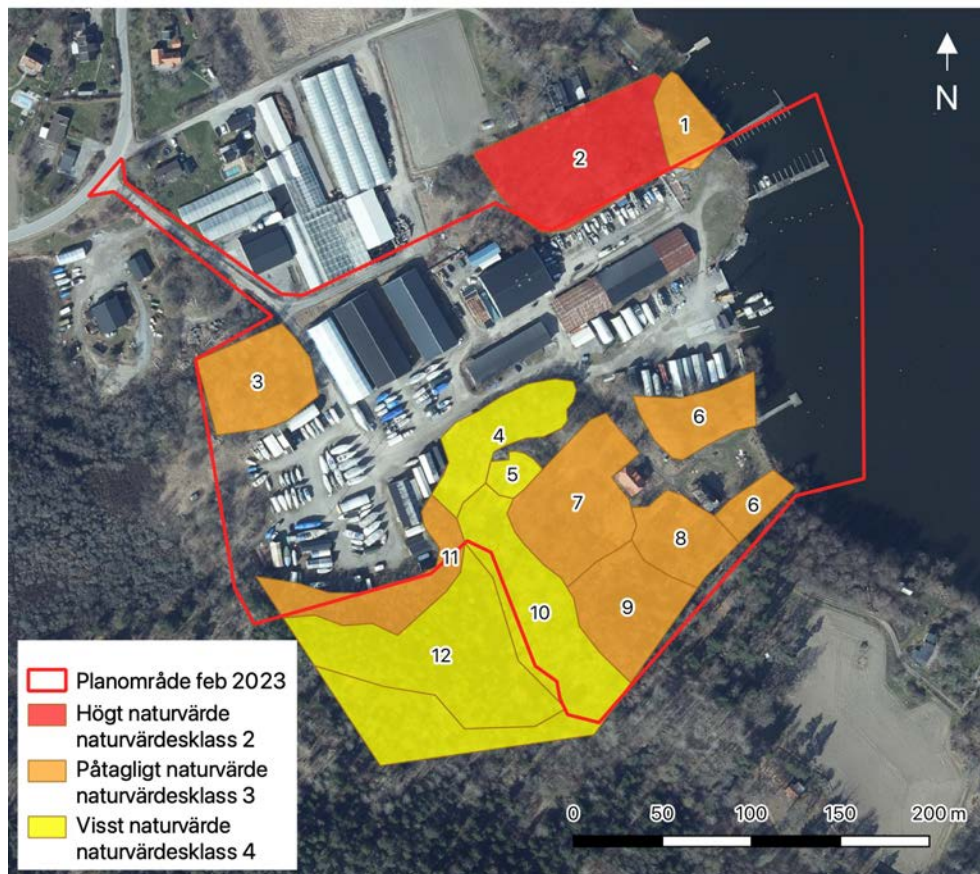 N
1
2
3
4
5
6
7
6
8
9
11
10
12
Planområde feb 2023
Högt naturvärde
naturvärdesklass 2
Påtagligt naturvärde
naturvärdesklass 3
Visst naturvärde
naturvärdesklass 4
0 50 100 150 200 m